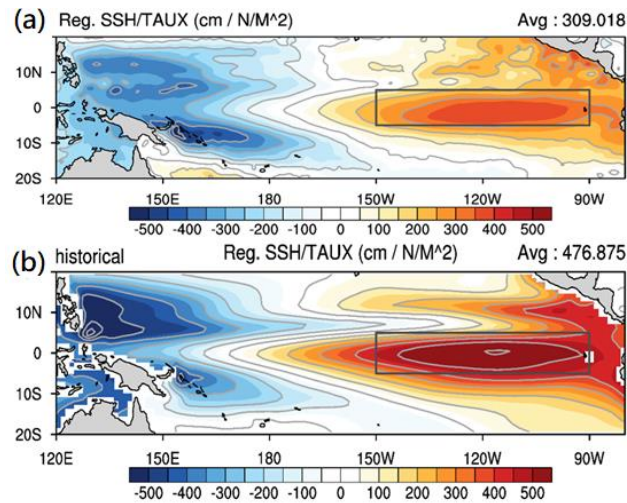 (a) Reg. SSH/TAUX (cm / N/M^2) Avg : 309.018
10N
0
10S
20S
120E 150E 180 150W 120W 90W
-500 -400 -300 -200 -100 0 100 200 300 400 500
(b) historical Reg. SSH/TAUX (cm / N/M^2) Avg : 476.875
10N
0
10S
20S
120E 150E 180 150W 120W 90W
-500 -400 -300 -200 -100 0 100 200 300 400 500